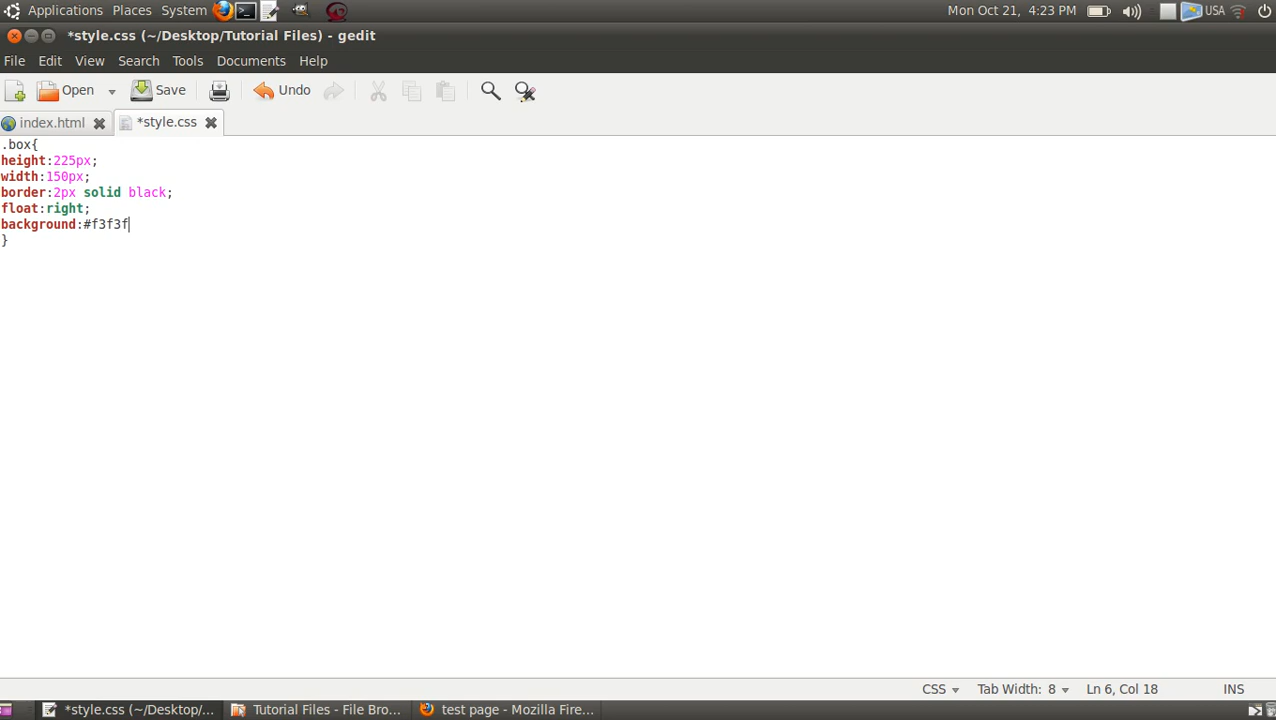 Applications Places System Mon Oct 21, 4:23 PM USA
*style.css (~/Desktop/Tutorial Files) - gedit
File Edit View Search Tools Documents Help
Open Save Undo
index.html *style.css
.box{
height:225px;
width:150px;
border:2px solid black;
float:right;
background:#f3f3f
}
CSS Tab Width: 8 Ln 6, Col 18 INS
*style.css (~/Desktop/... Tutorial Files - File Bro... test page - Mozilla Fire...